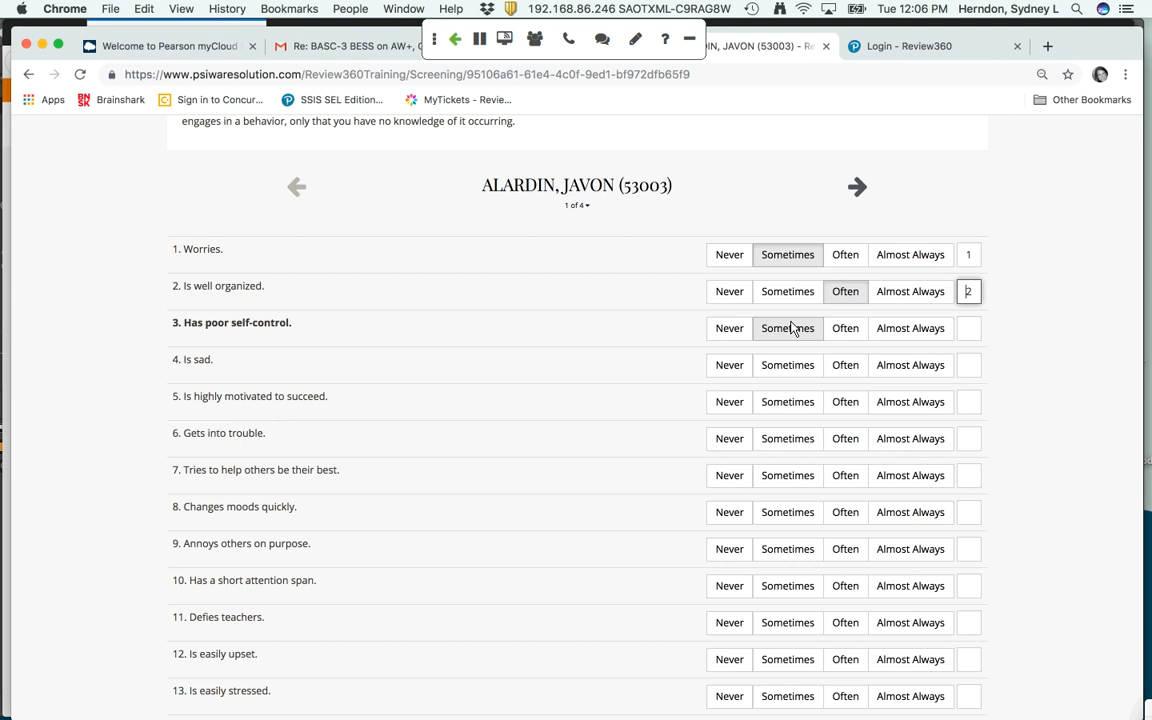 Chrome File Edit View History Bookmarks People Window Help 192.168.86.246 SAOTXML-C9RAG8W Tue 12:06 PM Herndon, Sydney L
Welcome to Pearson myCloud × Re: BASC-3 BESS on AW+, IN, JAVON (53003) - Re × Login - Review360 × +
https://www.psiwaresolution.com/Review360Training/Screening/95106a61-61e4-4c0f-9ed1-bf972dfb65f9
Apps Brainshark Sign in to Concur... SSIS SEL Edition... MyTickets - Revie... Other Bookmarks
engages in a behavior, only that you have no knowledge of it occurring.
ALARDIN, JAVON (53003)
1 of 4
1. Worries. Never Sometimes Often Almost Always 1
2. Is well organized. Never Sometimes Often Almost Always 2
3. Has poor self-control. Never Sometimes Often Almost Always
4. Is sad. Never Sometimes Often Almost Always
5. Is highly motivated to succeed. Never Sometimes Often Almost Always
6. Gets into trouble. Never Sometimes Often Almost Always
7. Tries to help others be their best. Never Sometimes Often Almost Always
8. Changes moods quickly. Never Sometimes Often Almost Always
9. Annoys others on purpose. Never Sometimes Often Almost Always
10. Has a short attention span. Never Sometimes Often Almost Always
11. Defies teachers. Never Sometimes Often Almost Always
12. Is easily upset. Never Sometimes Often Almost Always
13. Is easily stressed. Never Sometimes Often Almost Always